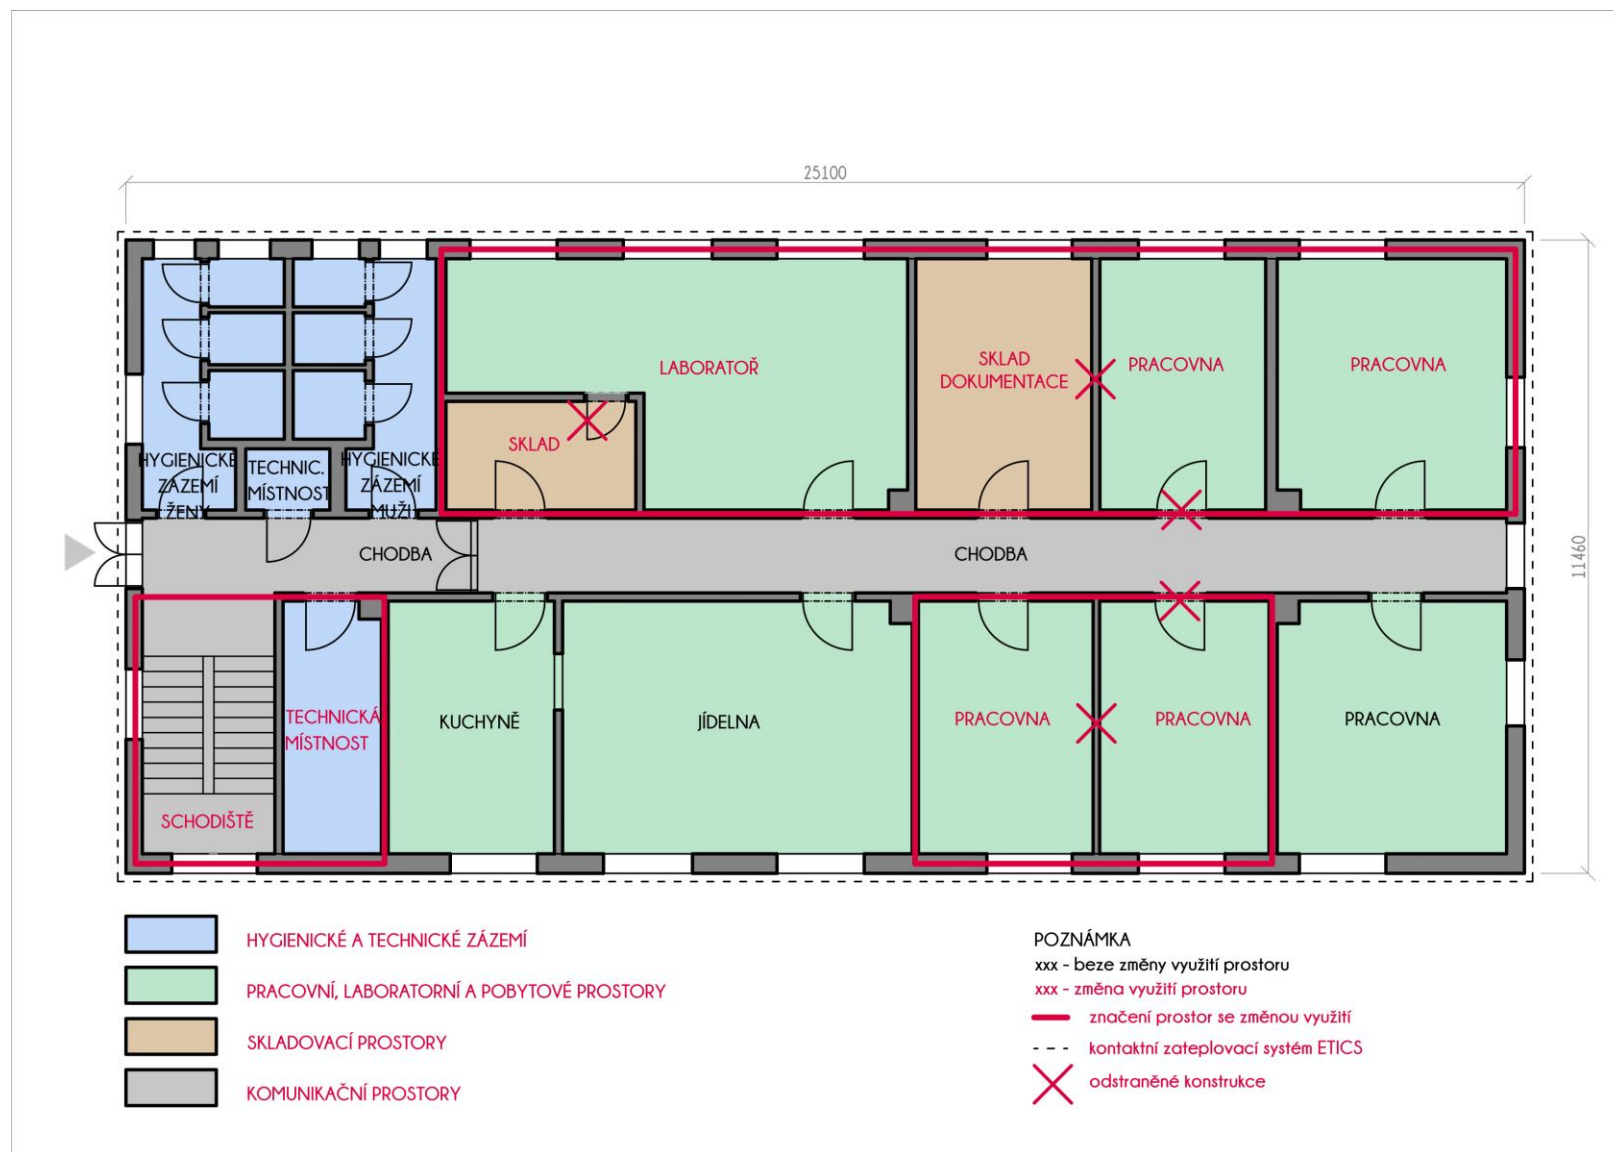 25100
LABORATOŘ
SKLAD
DOKUMENTACE
PRACOVNA
PRACOVNA
SKLAD
HYGIENICKÉ
ZÁZEMÍ
ŽENY
TECHNIC.
MÍSTNOST
HYGIENICKÉ
ZÁZEMÍ
MUŽI
CHODBA
CHODBA
11460
TECHNICKÁ
MÍSTNOST
KUCHYNĚ
JÍDELNA
PRACOVNA
PRACOVNA
PRACOVNA
SCHODIŠTĚ
HYGIENICKÉ A TECHNICKÉ ZÁZEMÍ
PRACOVNÍ, LABORATORNÍ A POBYTOVÉ PROSTORY
SKLADOVACÍ PROSTORY
KOMUNIKAČNÍ PROSTORY
POZNÁMKA
xxx - beze změny využití prostoru
xxx - změna využití prostoru
značení prostor se změnou využití
kontaktní zateplovací systém ETICS
odstraněné konstrukce